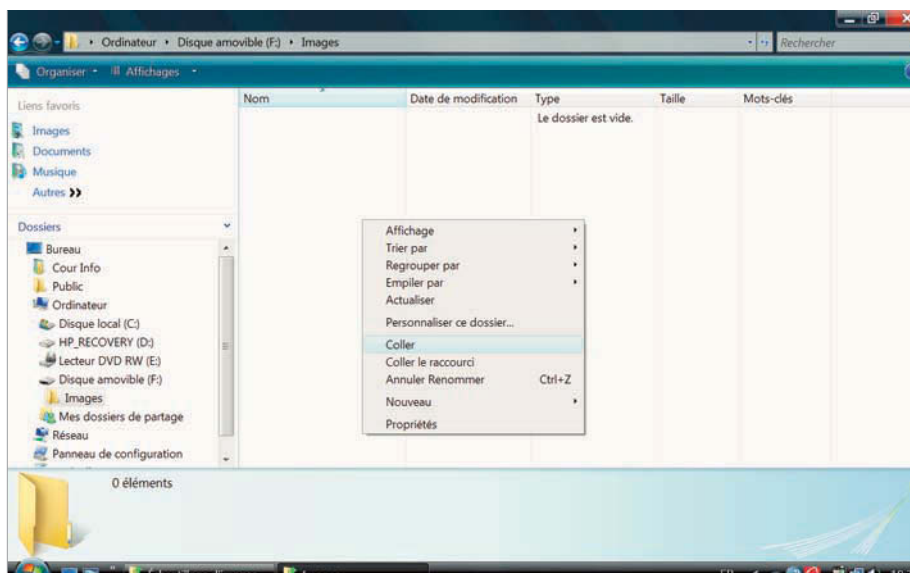 Ordinateur Disque amovible (F:) Images
Rechercher
Organiser Affichages
Liens favoris
Images
Documents
Musique
Autres
Dossiers
Bureau
Cour Info
Public
Ordinateur
Disque local (C:)
HP_RECOVERY (D:)
Lecteur DVD RW (E:)
Disque amovible (F:)
Images
Mes dossiers de partage
Réseau
Panneau de configuration
Nom Date de modification Type Taille Mots-clés
Le dossier est vide.
Affichage
Trier par
Regrouper par
Empiler par
Actualiser
Personnaliser ce dossier...
Coller
Coller le raccourci
Annuler Renommer Ctrl+Z
Nouveau
Propriétés
0 éléments